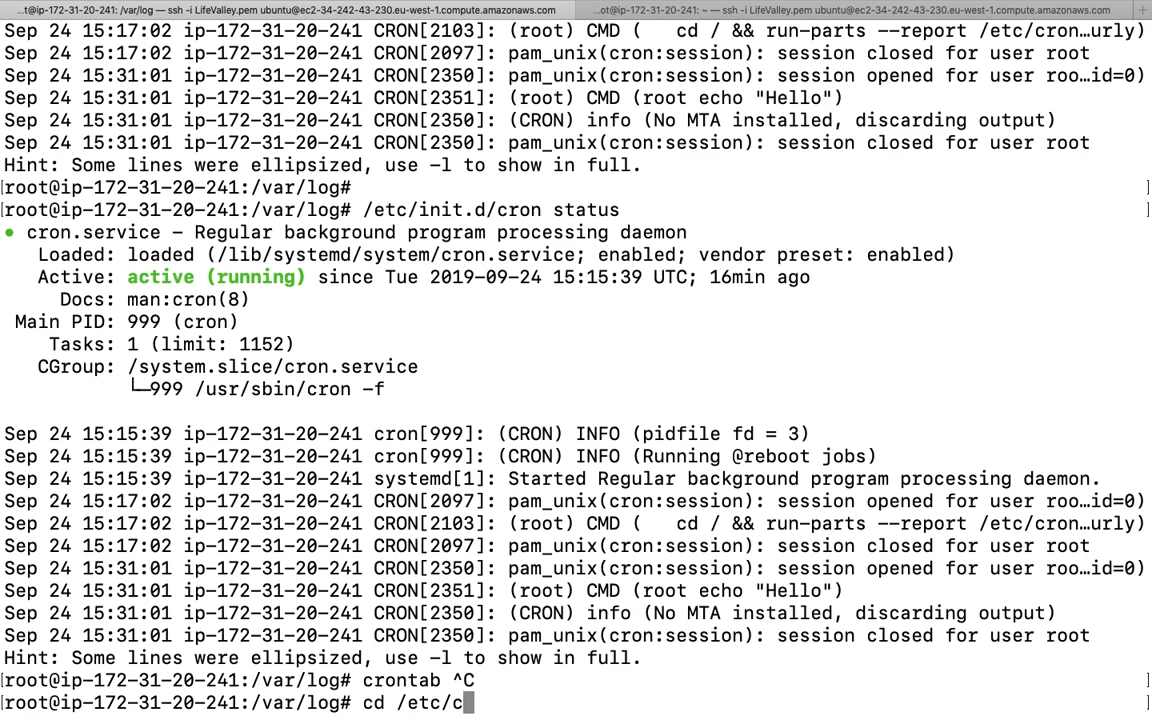 ...t@ip-172-31-20-241: /var/log — ssh -i LifeValley.pem ubuntu@ec2-34-242-43-230.eu-west-1.compute.amazonaws.com ...ot@ip-172-31-20-241: ~ — ssh -i LifeValley.pem ubuntu@ec2-34-242-43-230.eu-west-1.compute.amazonaws.com +
Sep 24 15:17:02 ip-172-31-20-241 CRON[2103]: (root) CMD (   cd / && run-parts --report /etc/cron…urly)
Sep 24 15:17:02 ip-172-31-20-241 CRON[2097]: pam_unix(cron:session): session closed for user root
Sep 24 15:31:01 ip-172-31-20-241 CRON[2350]: pam_unix(cron:session): session opened for user roo…id=0)
Sep 24 15:31:01 ip-172-31-20-241 CRON[2351]: (root) CMD (root echo "Hello")
Sep 24 15:31:01 ip-172-31-20-241 CRON[2350]: (CRON) info (No MTA installed, discarding output)
Sep 24 15:31:01 ip-172-31-20-241 CRON[2350]: pam_unix(cron:session): session closed for user root
Hint: Some lines were ellipsized, use -l to show in full.
[root@ip-172-31-20-241:/var/log# ]
[root@ip-172-31-20-241:/var/log# /etc/init.d/cron status ]
● cron.service - Regular background program processing daemon
   Loaded: loaded (/lib/systemd/system/cron.service; enabled; vendor preset: enabled)
   Active: active (running) since Tue 2019-09-24 15:15:39 UTC; 16min ago
     Docs: man:cron(8)
 Main PID: 999 (cron)
    Tasks: 1 (limit: 1152)
   CGroup: /system.slice/cron.service
           └─999 /usr/sbin/cron -f
Sep 24 15:15:39 ip-172-31-20-241 cron[999]: (CRON) INFO (pidfile fd = 3)
Sep 24 15:15:39 ip-172-31-20-241 cron[999]: (CRON) INFO (Running @reboot jobs)
Sep 24 15:15:39 ip-172-31-20-241 systemd[1]: Started Regular background program processing daemon.
Sep 24 15:17:02 ip-172-31-20-241 CRON[2097]: pam_unix(cron:session): session opened for user roo…id=0)
Sep 24 15:17:02 ip-172-31-20-241 CRON[2103]: (root) CMD (   cd / && run-parts --report /etc/cron…urly)
Sep 24 15:17:02 ip-172-31-20-241 CRON[2097]: pam_unix(cron:session): session closed for user root
Sep 24 15:31:01 ip-172-31-20-241 CRON[2350]: pam_unix(cron:session): session opened for user roo…id=0)
Sep 24 15:31:01 ip-172-31-20-241 CRON[2351]: (root) CMD (root echo "Hello")
Sep 24 15:31:01 ip-172-31-20-241 CRON[2350]: (CRON) info (No MTA installed, discarding output)
Sep 24 15:31:01 ip-172-31-20-241 CRON[2350]: pam_unix(cron:session): session closed for user root
Hint: Some lines were ellipsized, use -l to show in full.
[root@ip-172-31-20-241:/var/log# crontab ^C ]
[root@ip-172-31-20-241:/var/log# cd /etc/c ]